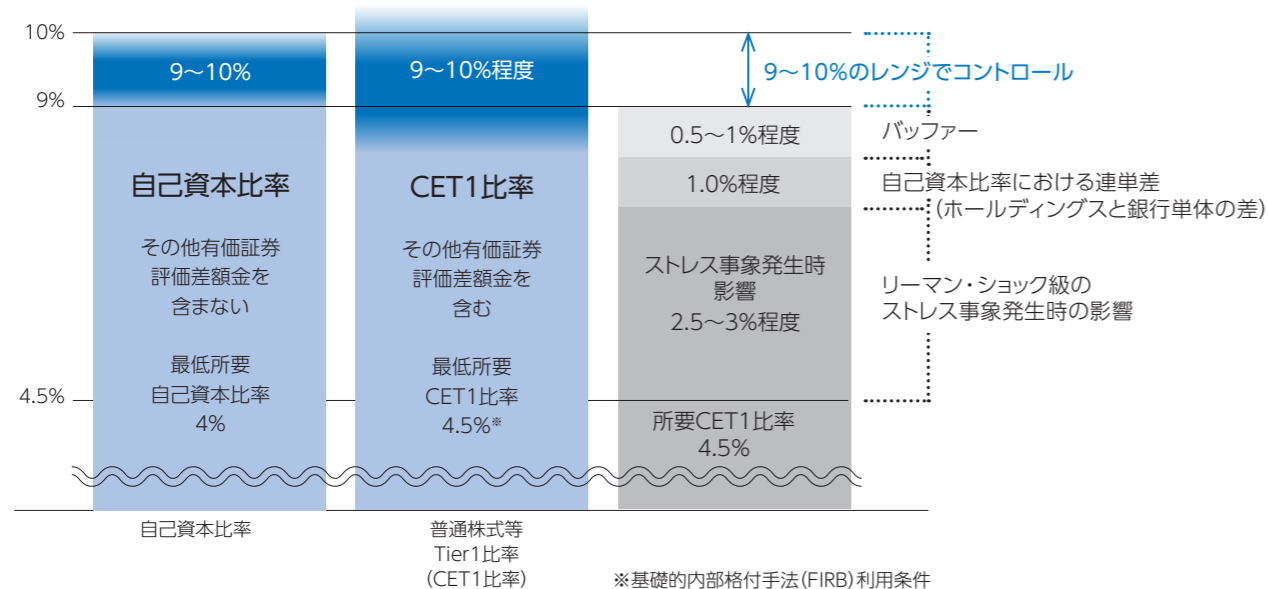 10%
9%
4.5%
9～10%
自己資本比率
その他有価証券
評価差額金を
含まない
最低所要
自己資本比率
4%
9～10%程度
CET1比率
その他有価証券
評価差額金を
含む
最低所要
CET1比率
4.5%※
0.5～1%程度
1.0%程度
ストレス事象発生時
影響
2.5～3%程度
所要CET1比率
4.5%
9～10%のレンジでコントロール
バッファー
自己資本比率における連単差
(ホールディングスと銀行単体の差)
リーマン・ショック級の
ストレス事象発生時の影響
自己資本比率
普通株式等
Tier1比率
(CET1比率)
※基礎的内部格付手法(FIRB)利用条件